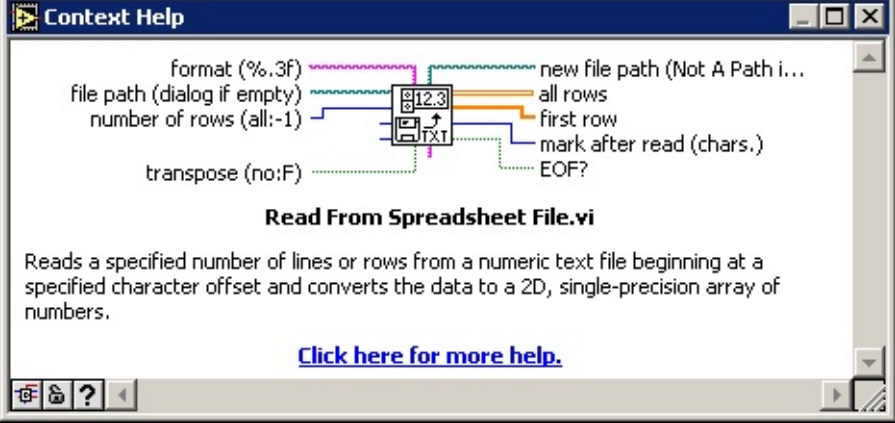 Context Help
format (%.3f)
new file path (Not A Path i...
file path (dialog if empty)
all rows
number of rows (all:-1)
first row
mark after read (chars.)
transpose (no:F)
EOF?
12.3
TXT
Read From Spreadsheet File.vi
Reads a specified number of lines or rows from a numeric text file beginning at a
specified character offset and converts the data to a 2D, single-precision array of
numbers.
Click here for more help.
?